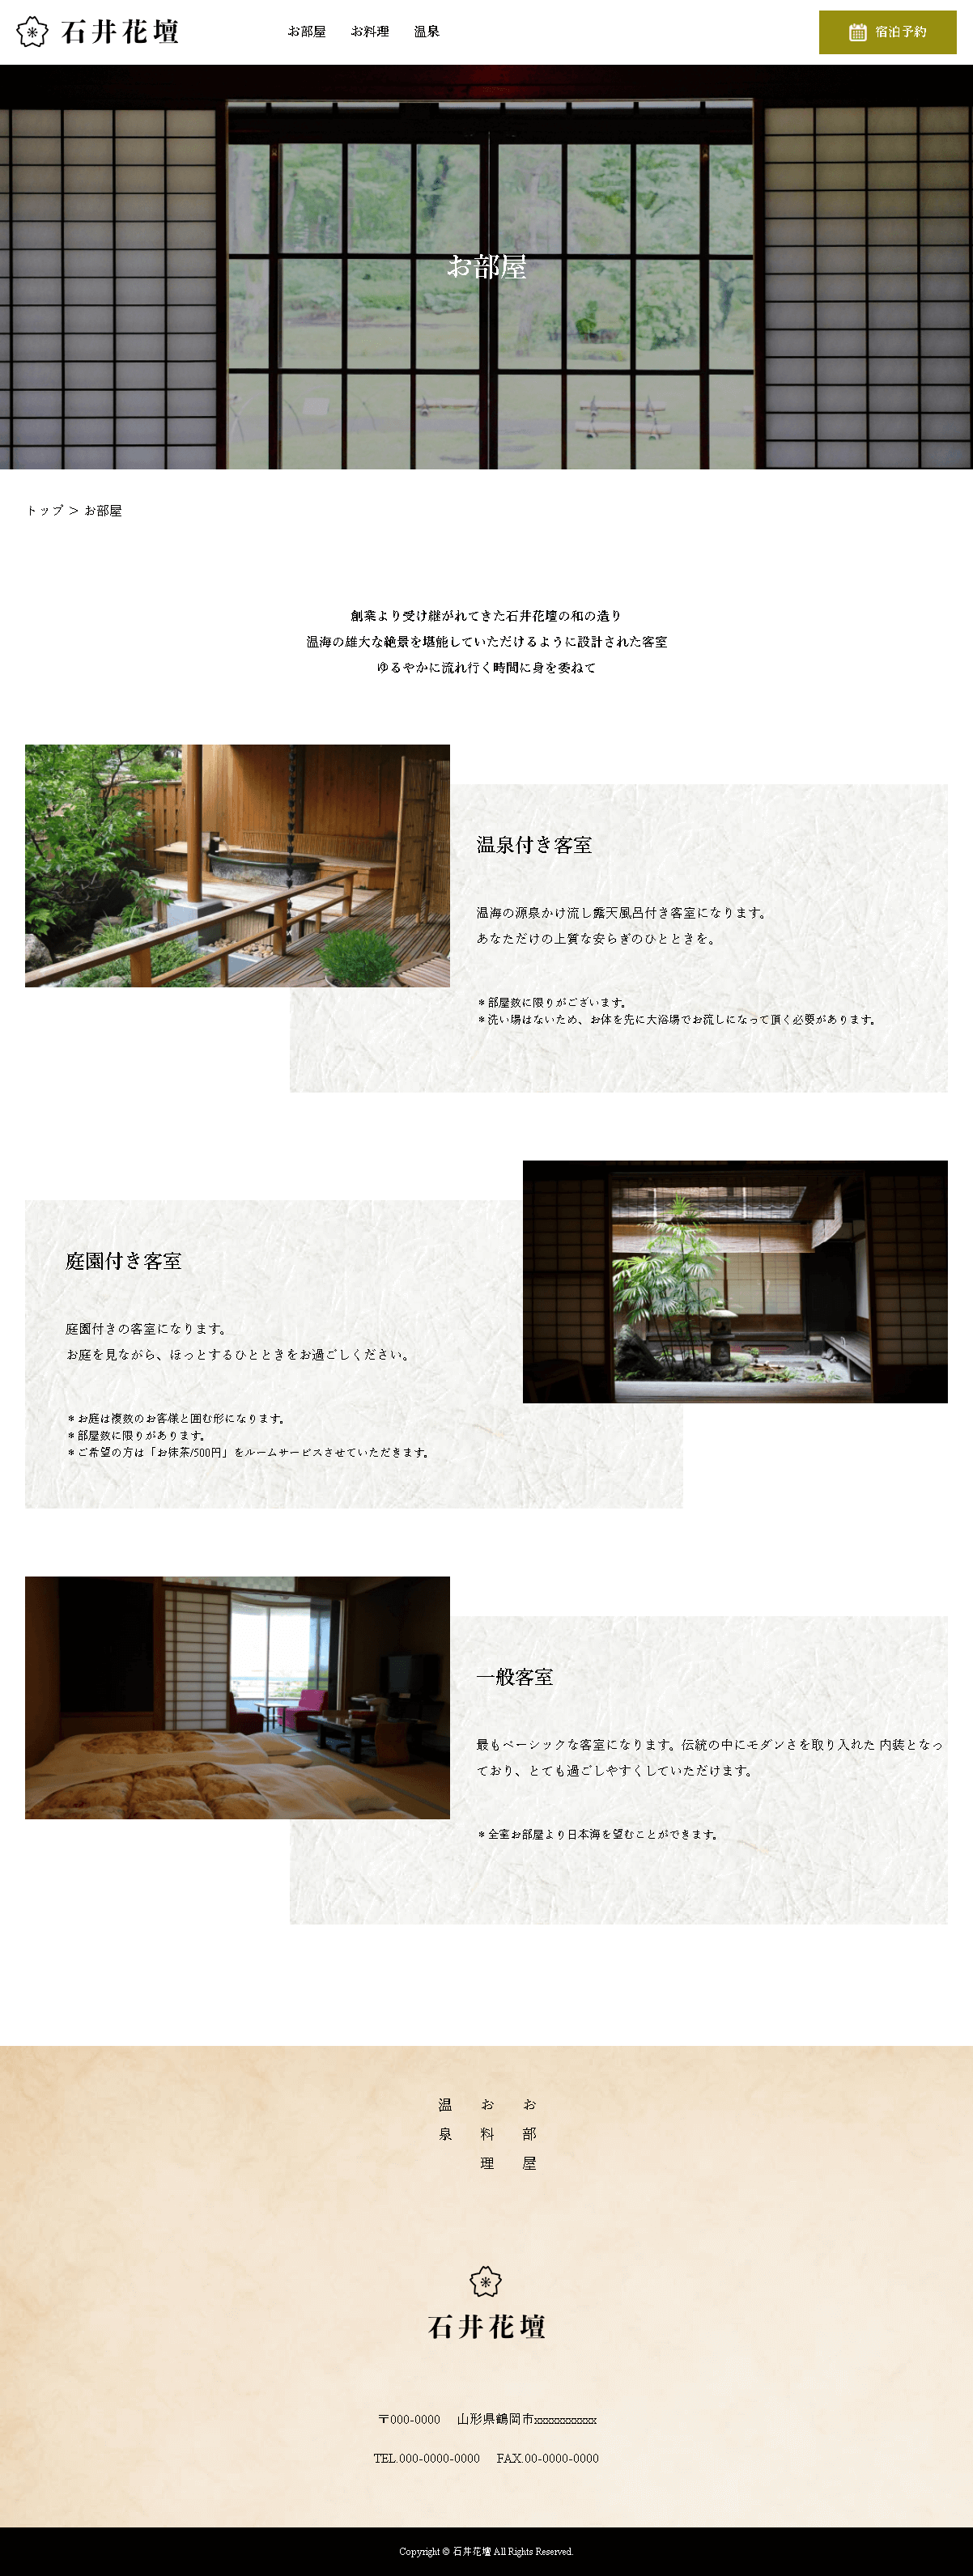 石井花壇
お部屋 お料理 温泉
宿泊予約
お部屋
トップ ＞ お部屋
創業より受け継がれてきた石井花壇の和の造り
温海の雄大な絶景を堪能していただけるように設計された客室
ゆるやかに流れ行く時間に身を委ねて
温泉付き客室
温海の源泉かけ流し露天風呂付き客室になります。
あなただけの上質な安らぎのひとときを。
＊部屋数に限りがございます。
＊洗い場はないため、お体を先に大浴場でお流しになって頂く必要があります。
庭園付き客室
庭園付きの客室になります。
お庭を見ながら、ほっとするひとときをお過ごしください。
＊お庭は複数のお客様と囲む形になります。
＊部屋数に限りがあります。
＊ご希望の方は「お抹茶/500円」をルームサービスさせていただきます。
一般客室
最もベーシックな客室になります。伝統の中にモダンさを取り入れた 内装となっ
ており、とても過ごしやすくしていただけます。
＊全室お部屋より日本海を望むことができます。
お部屋
お料理
温泉
石井花壇
〒000-0000 山形県鶴岡市xxxxxxxxxxx
TEL.000-0000-0000 FAX.00-0000-0000
Copyright © 石井花壇 All Rights Reserved.